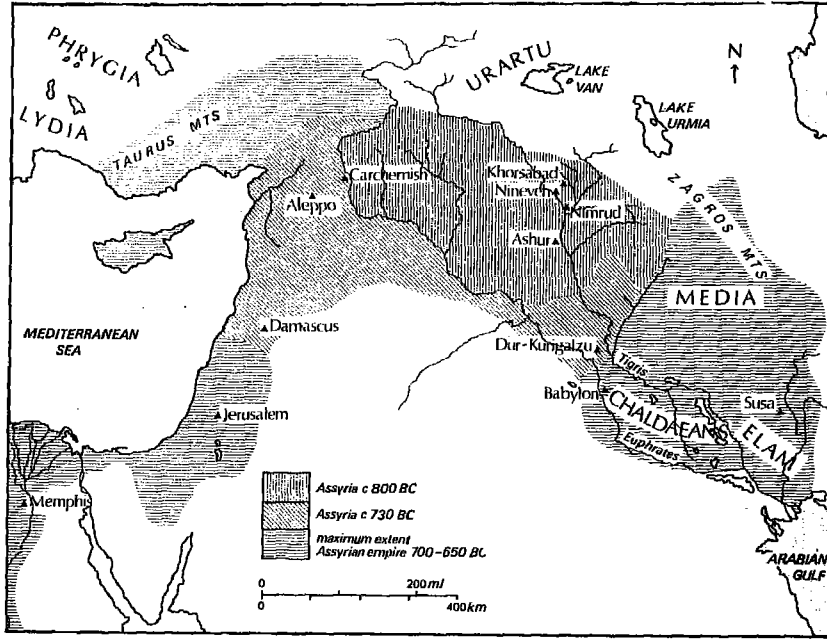 PHRYGIA
LYDIA
TAURUS MTS
URARTU
LAKE
VAN
N
LAKE
URMIA
ZAGROS MTS
Carchemish
Aleppo
Khorsabad
Nineveh
Nimrud
Ashur
MEDIA
MEDITERRANEAN
SEA
Damascus
Dur-Kurigalzu
Tigris
Babylon
CHALDAEANS
Susa
Jerusalem
ELAM
Euphrates
Memphis
Assyria c 800 BC
Assyria c 730 BC
maximum extent
Assyrian empire 700-650 BC
ARABIAN
GULF
0 200 ml
0 400 km